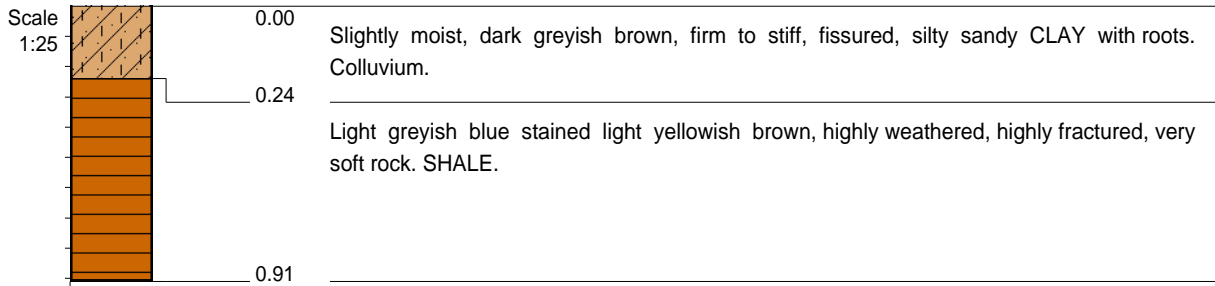 Scale
1:25
0.00
Slightly moist, dark greyish brown, firm to stiff, fissured, silty sandy CLAY with roots.
Colluvium.
0.24
Light greyish blue stained light yellowish brown, highly weathered, highly fractured, very
soft rock. SHALE.
0.91